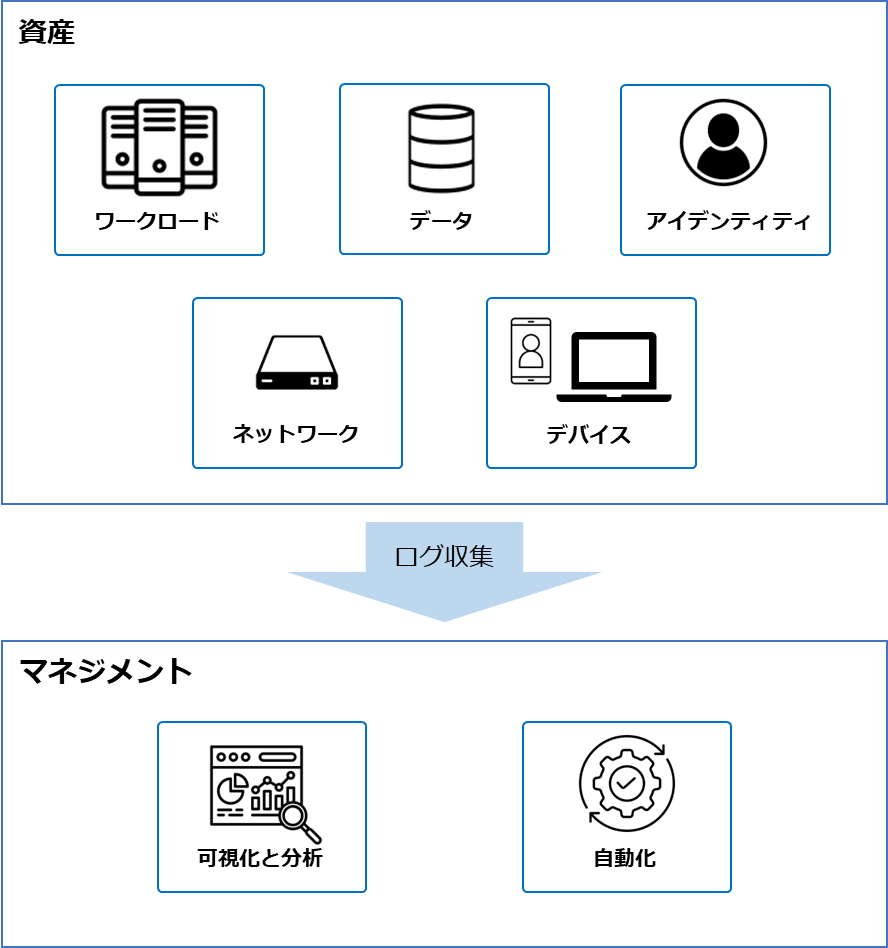 資産
ワークロード
データ
アイデンティティ
ネットワーク
デバイス
ログ収集
マネジメント
可視化と分析
自動化